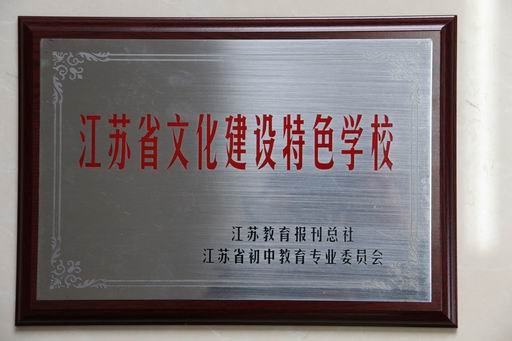 江苏省文化建设特色学校
江苏教育报刊总社
江苏省初中教育专业委员会